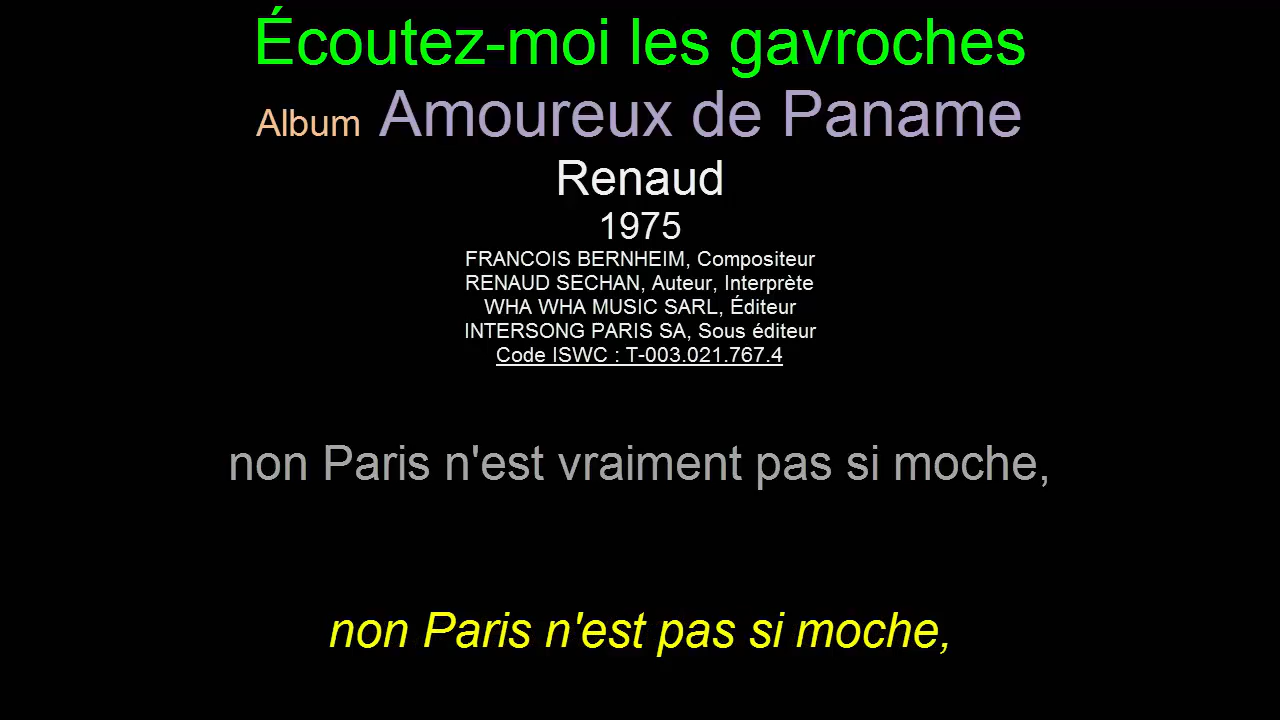 Écoutez-moi les gavroches
Album Amoureux de Paname
Renaud
1975
FRANCOIS BERNHEIM, Compositeur
RENAUD SECHAN, Auteur, Interprète
WHA WHA MUSIC SARL, Éditeur
INTERSONG PARIS SA, Sous éditeur
Code ISWC : T-003.021.767.4
non Paris n'est vraiment pas si moche,
non Paris n'est pas si moche,